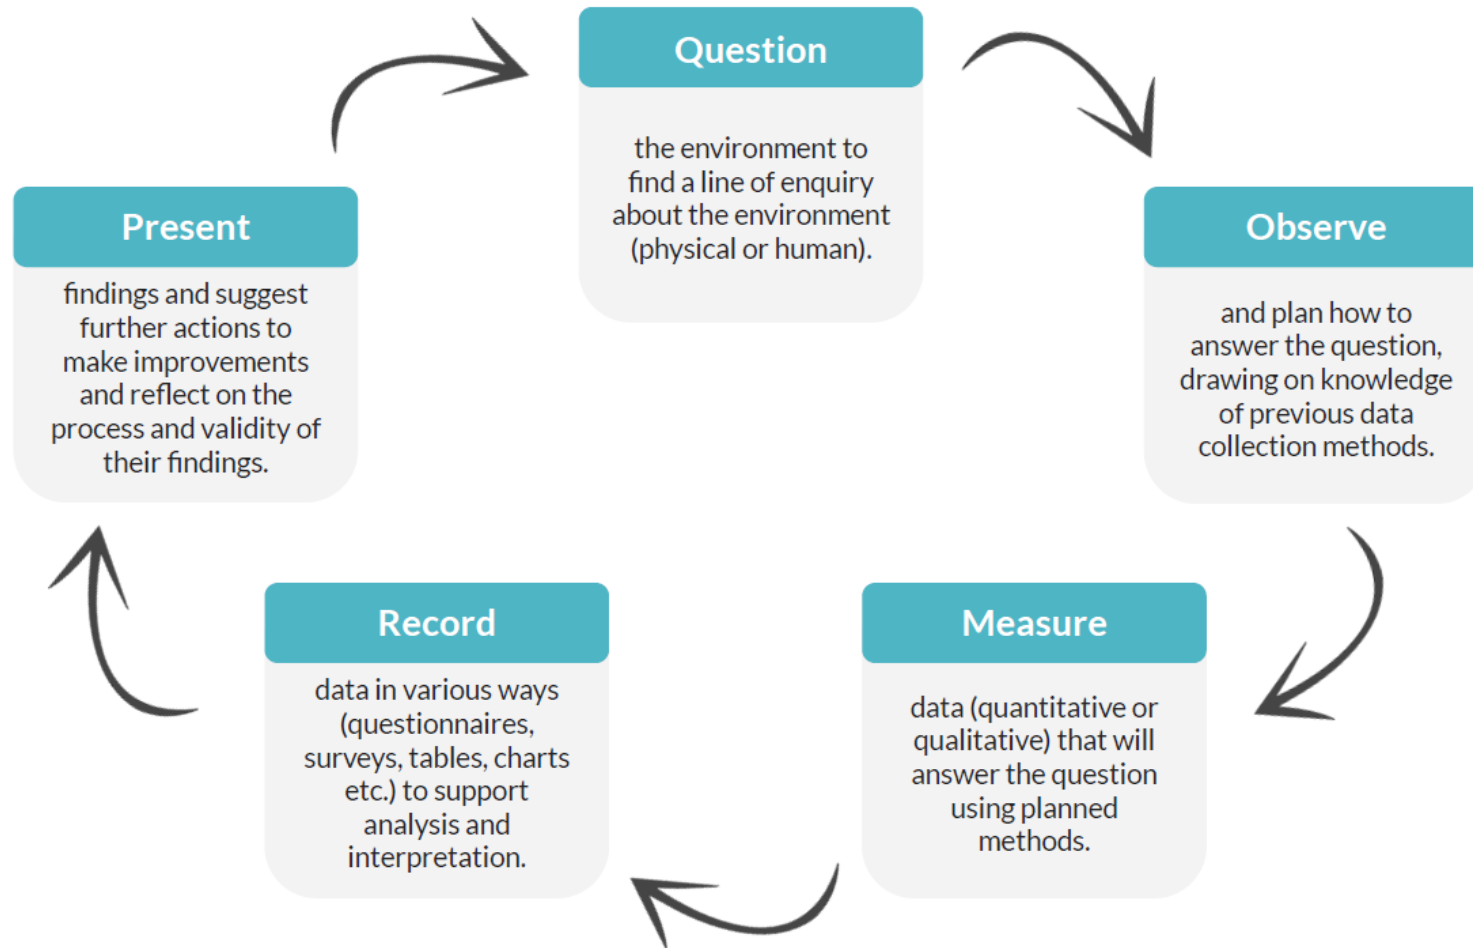 Question
the environment to
find a line of enquiry
about the environment
(physical or human).
Observe
and plan how to
answer the question,
drawing on knowledge
of previous data
collection methods.
Measure
data (quantitative or
qualitative) that will
answer the question
using planned
methods.
Record
data in various ways
(questionnaires,
surveys, tables, charts
etc.) to support
analysis and
interpretation.
Present
findings and suggest
further actions to
make improvements
and reflect on the
process and validity of
their findings.